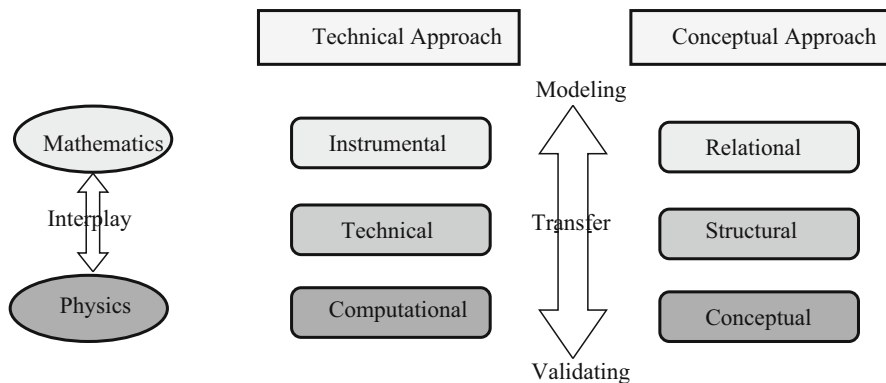 Technical Approach
Conceptual Approach
Modeling
Mathematics
Instrumental
Relational
Interplay
Technical
Transfer
Structural
Physics
Computational
Conceptual
Validating